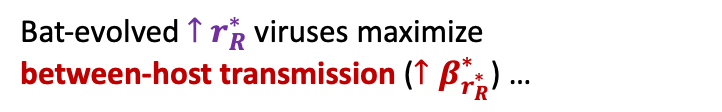 Bat-evolved ↑ r*R viruses maximize
between-host transmission (↑ β*r*R) ...